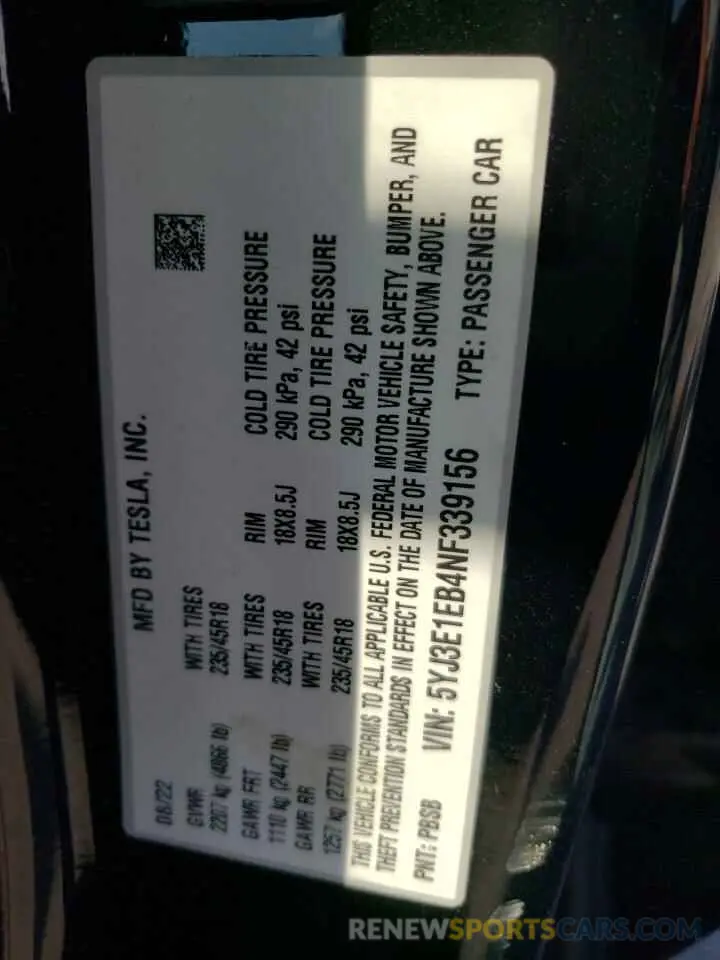 MFD BY TESLA, INC.
08/22
GVWR WITH TIRES
2207 kg (4866 lb) 235/45R18
GAWR FRT WITH TIRES RIM COLD TIRE PRESSURE
1110 kg (2447 lb) 235/45R18 18X8.5J 290 kPa, 42 psi
GAWR RR WITH TIRES RIM COLD TIRE PRESSURE
1257 kg (2771 lb) 235/45R18 18X8.5J 290 kPa, 42 psi
THIS VEHICLE CONFORMS TO ALL APPLICABLE U.S. FEDERAL MOTOR VEHICLE SAFETY, BUMPER, AND
THEFT PREVENTION STANDARDS IN EFFECT ON THE DATE OF MANUFACTURE SHOWN ABOVE.
PNT: PBSB VIN: 5YJ3E1EB4NF339156 TYPE: PASSENGER CAR
RENEWSPORTSCARS.COM